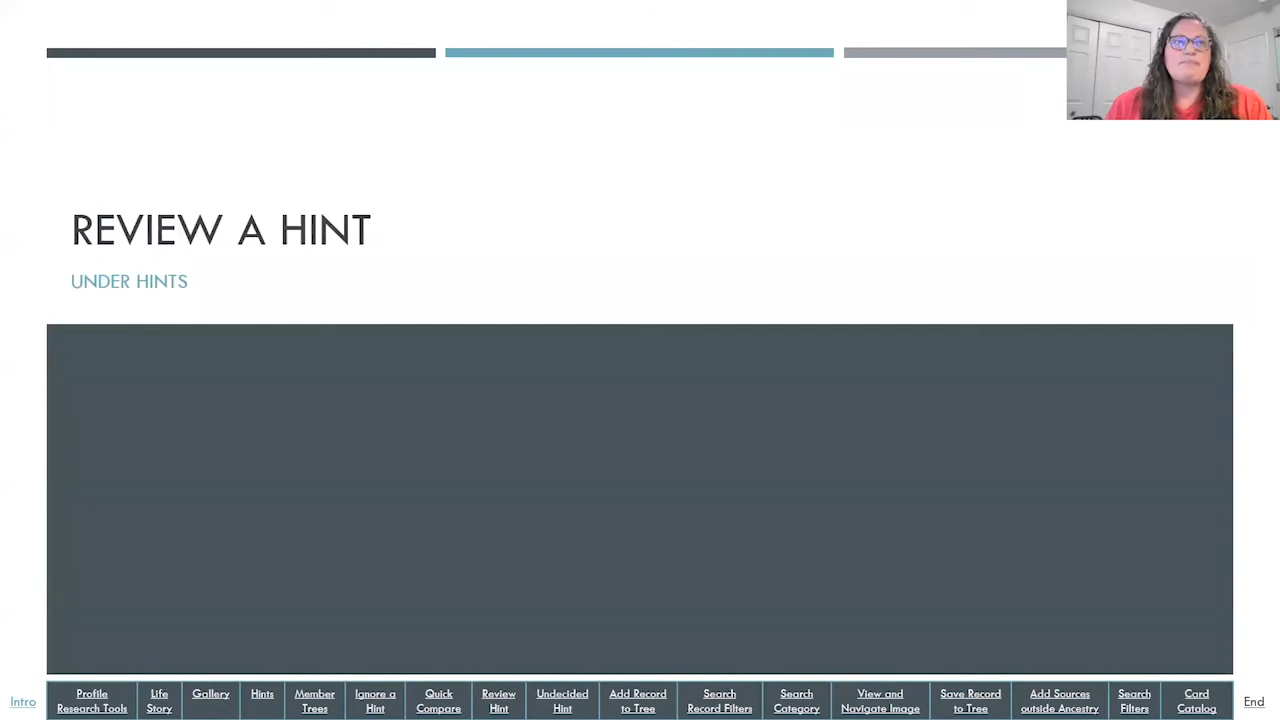 REVIEW A HINT
UNDER HINTS
Intro
Profile
Research Tools
Life
Story
Gallery
Hints
Member
Trees
Ignore a
Hint
Quick
Compare
Review
Hint
Undecided
Hint
Add Record
to Tree
Search
Record Filters
Search
Category
View and
Navigate Image
Save Record
to Tree
Add Sources
outside Ancestry
Search
Filters
Card
Catalog
End